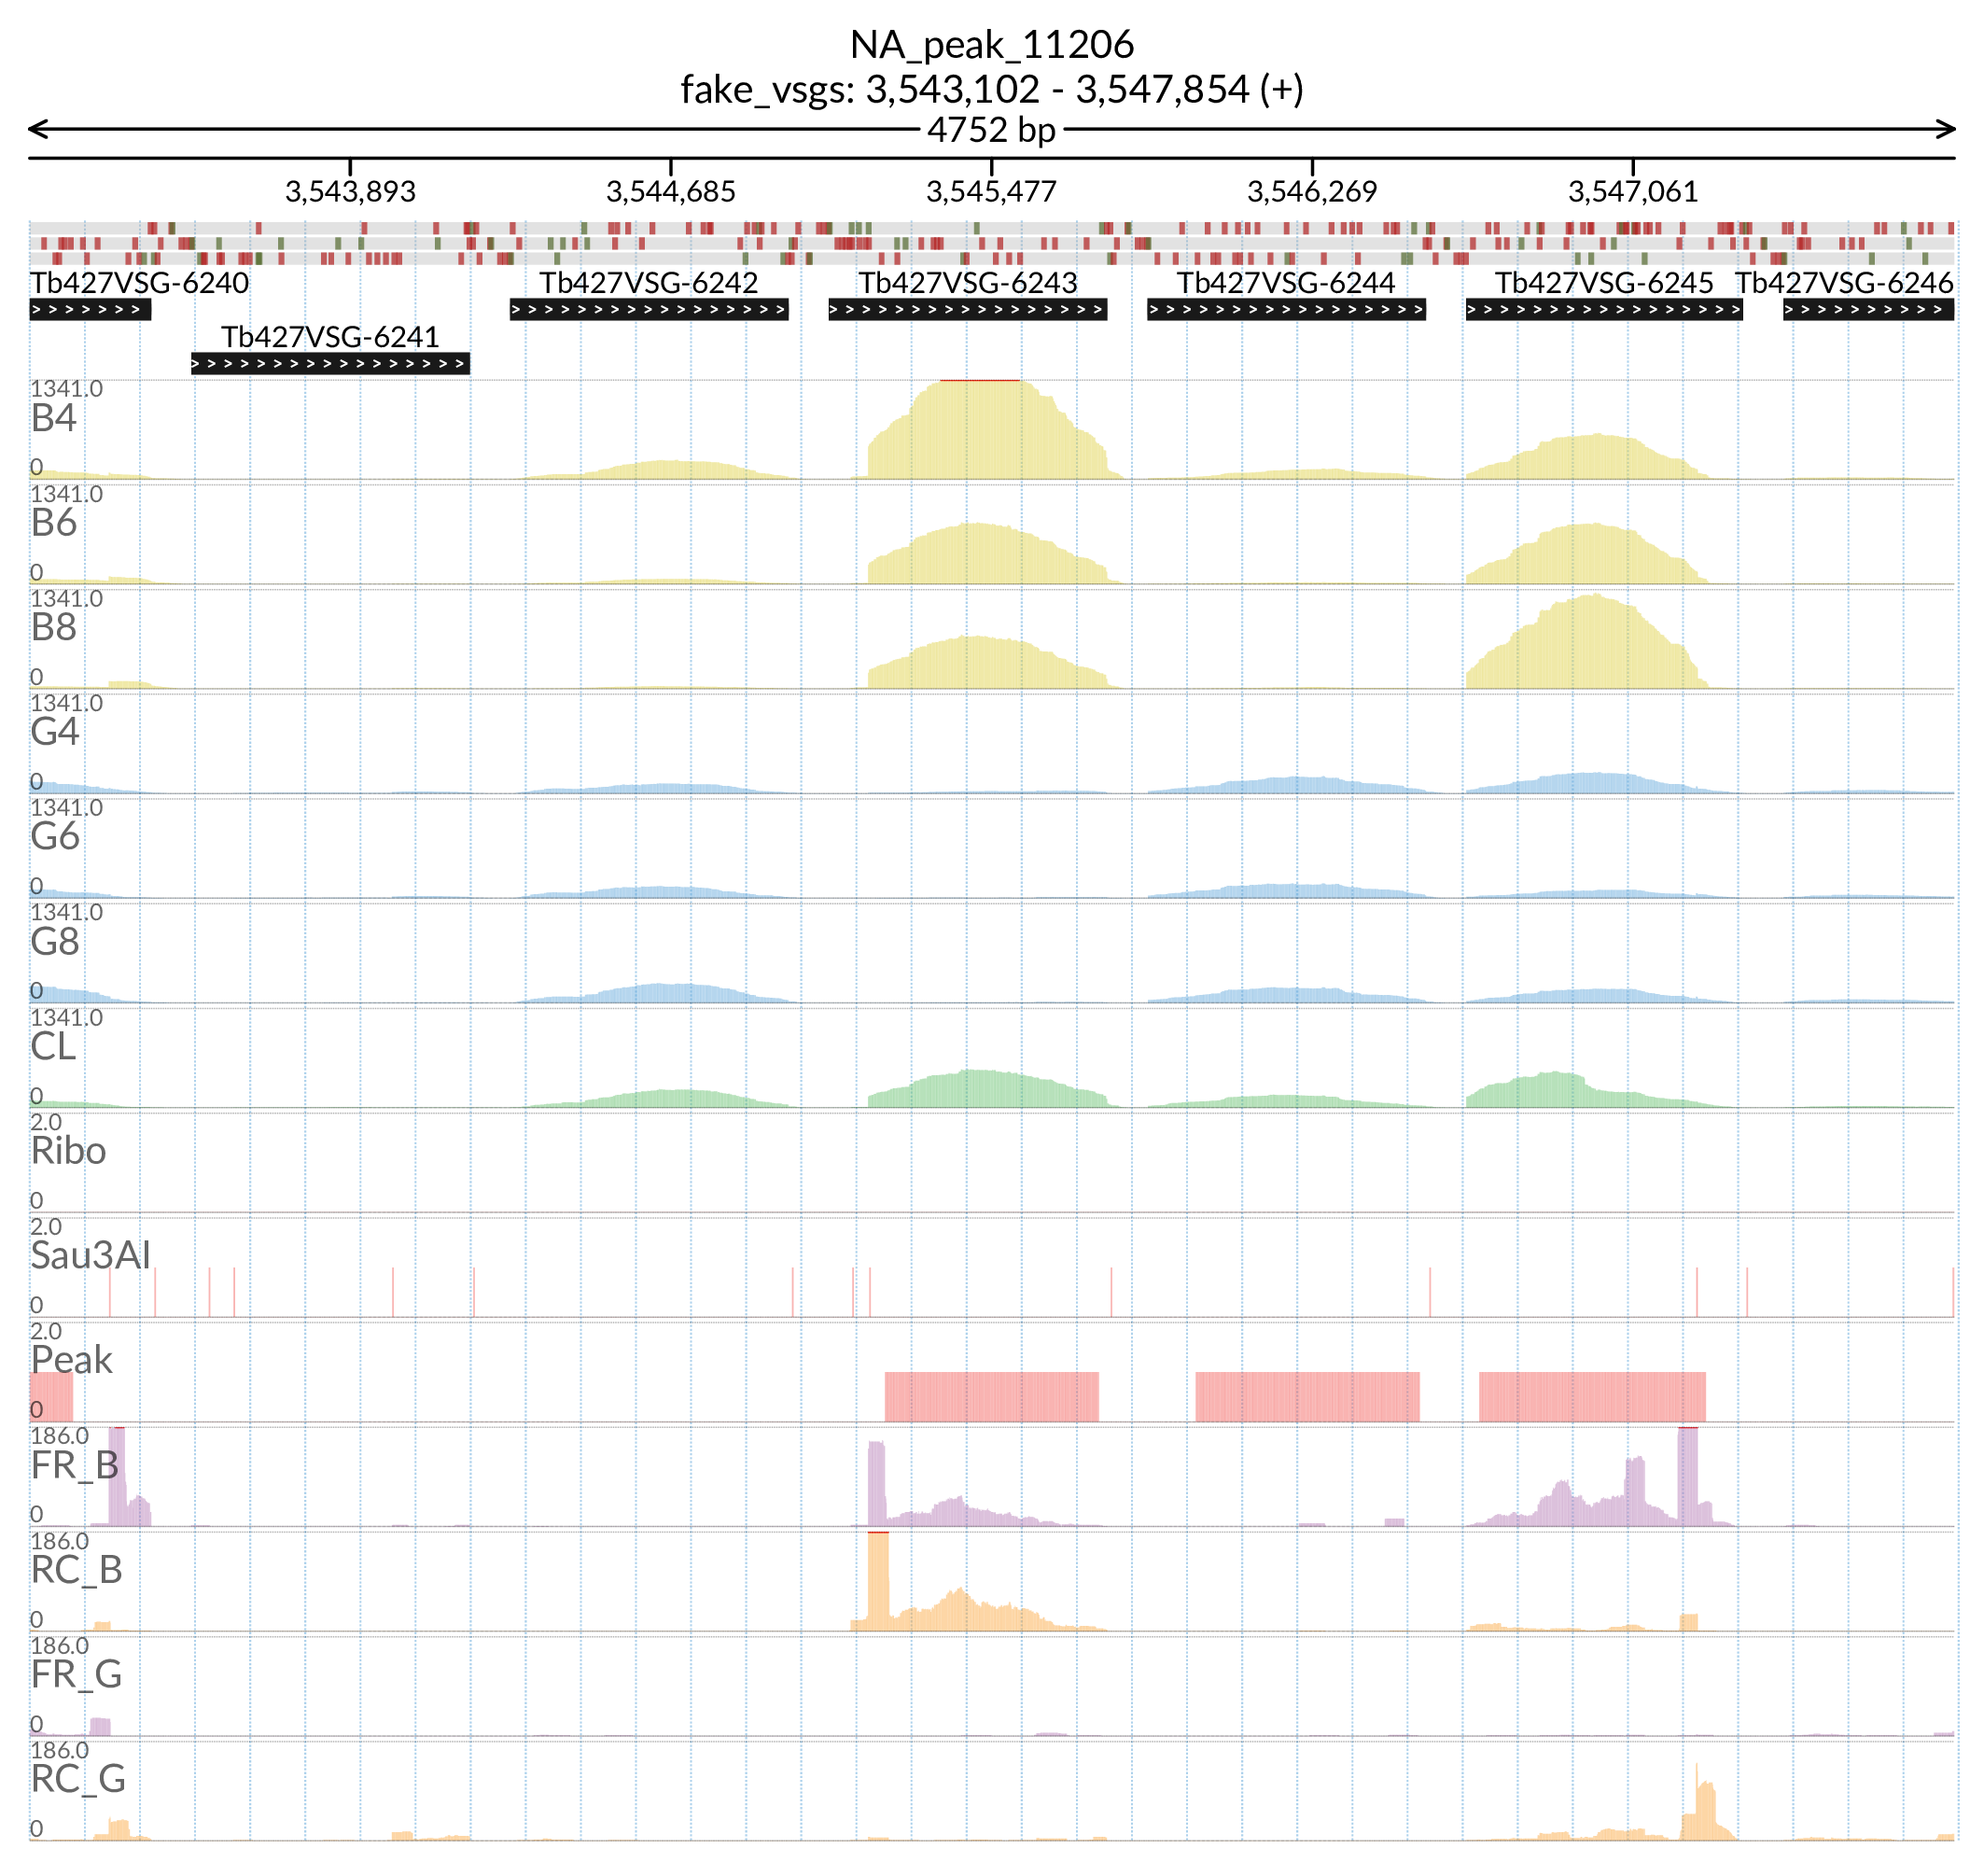 NA_peak_11206
fake_vsgs: 3,543,102 - 3,547,854 (+)
4752 bp
3,543,893 3,544,685 3,545,477 3,546,269 3,547,061
Tb427VSG-6240 Tb427VSG-6242 Tb427VSG-6243 Tb427VSG-6244 Tb427VSG-6245 Tb427VSG-6246
Tb427VSG-6241
1341.0
B4
0
1341.0
B6
0
1341.0
B8
0
1341.0
G4
0
1341.0
G6
0
1341.0
G8
0
1341.0
CL
0
2.0
Ribo
0
2.0
Sau3AI
0
2.0
Peak
0
186.0
FR_B
0
186.0
RC_B
0
186.0
FR_G
0
186.0
RC_G
0